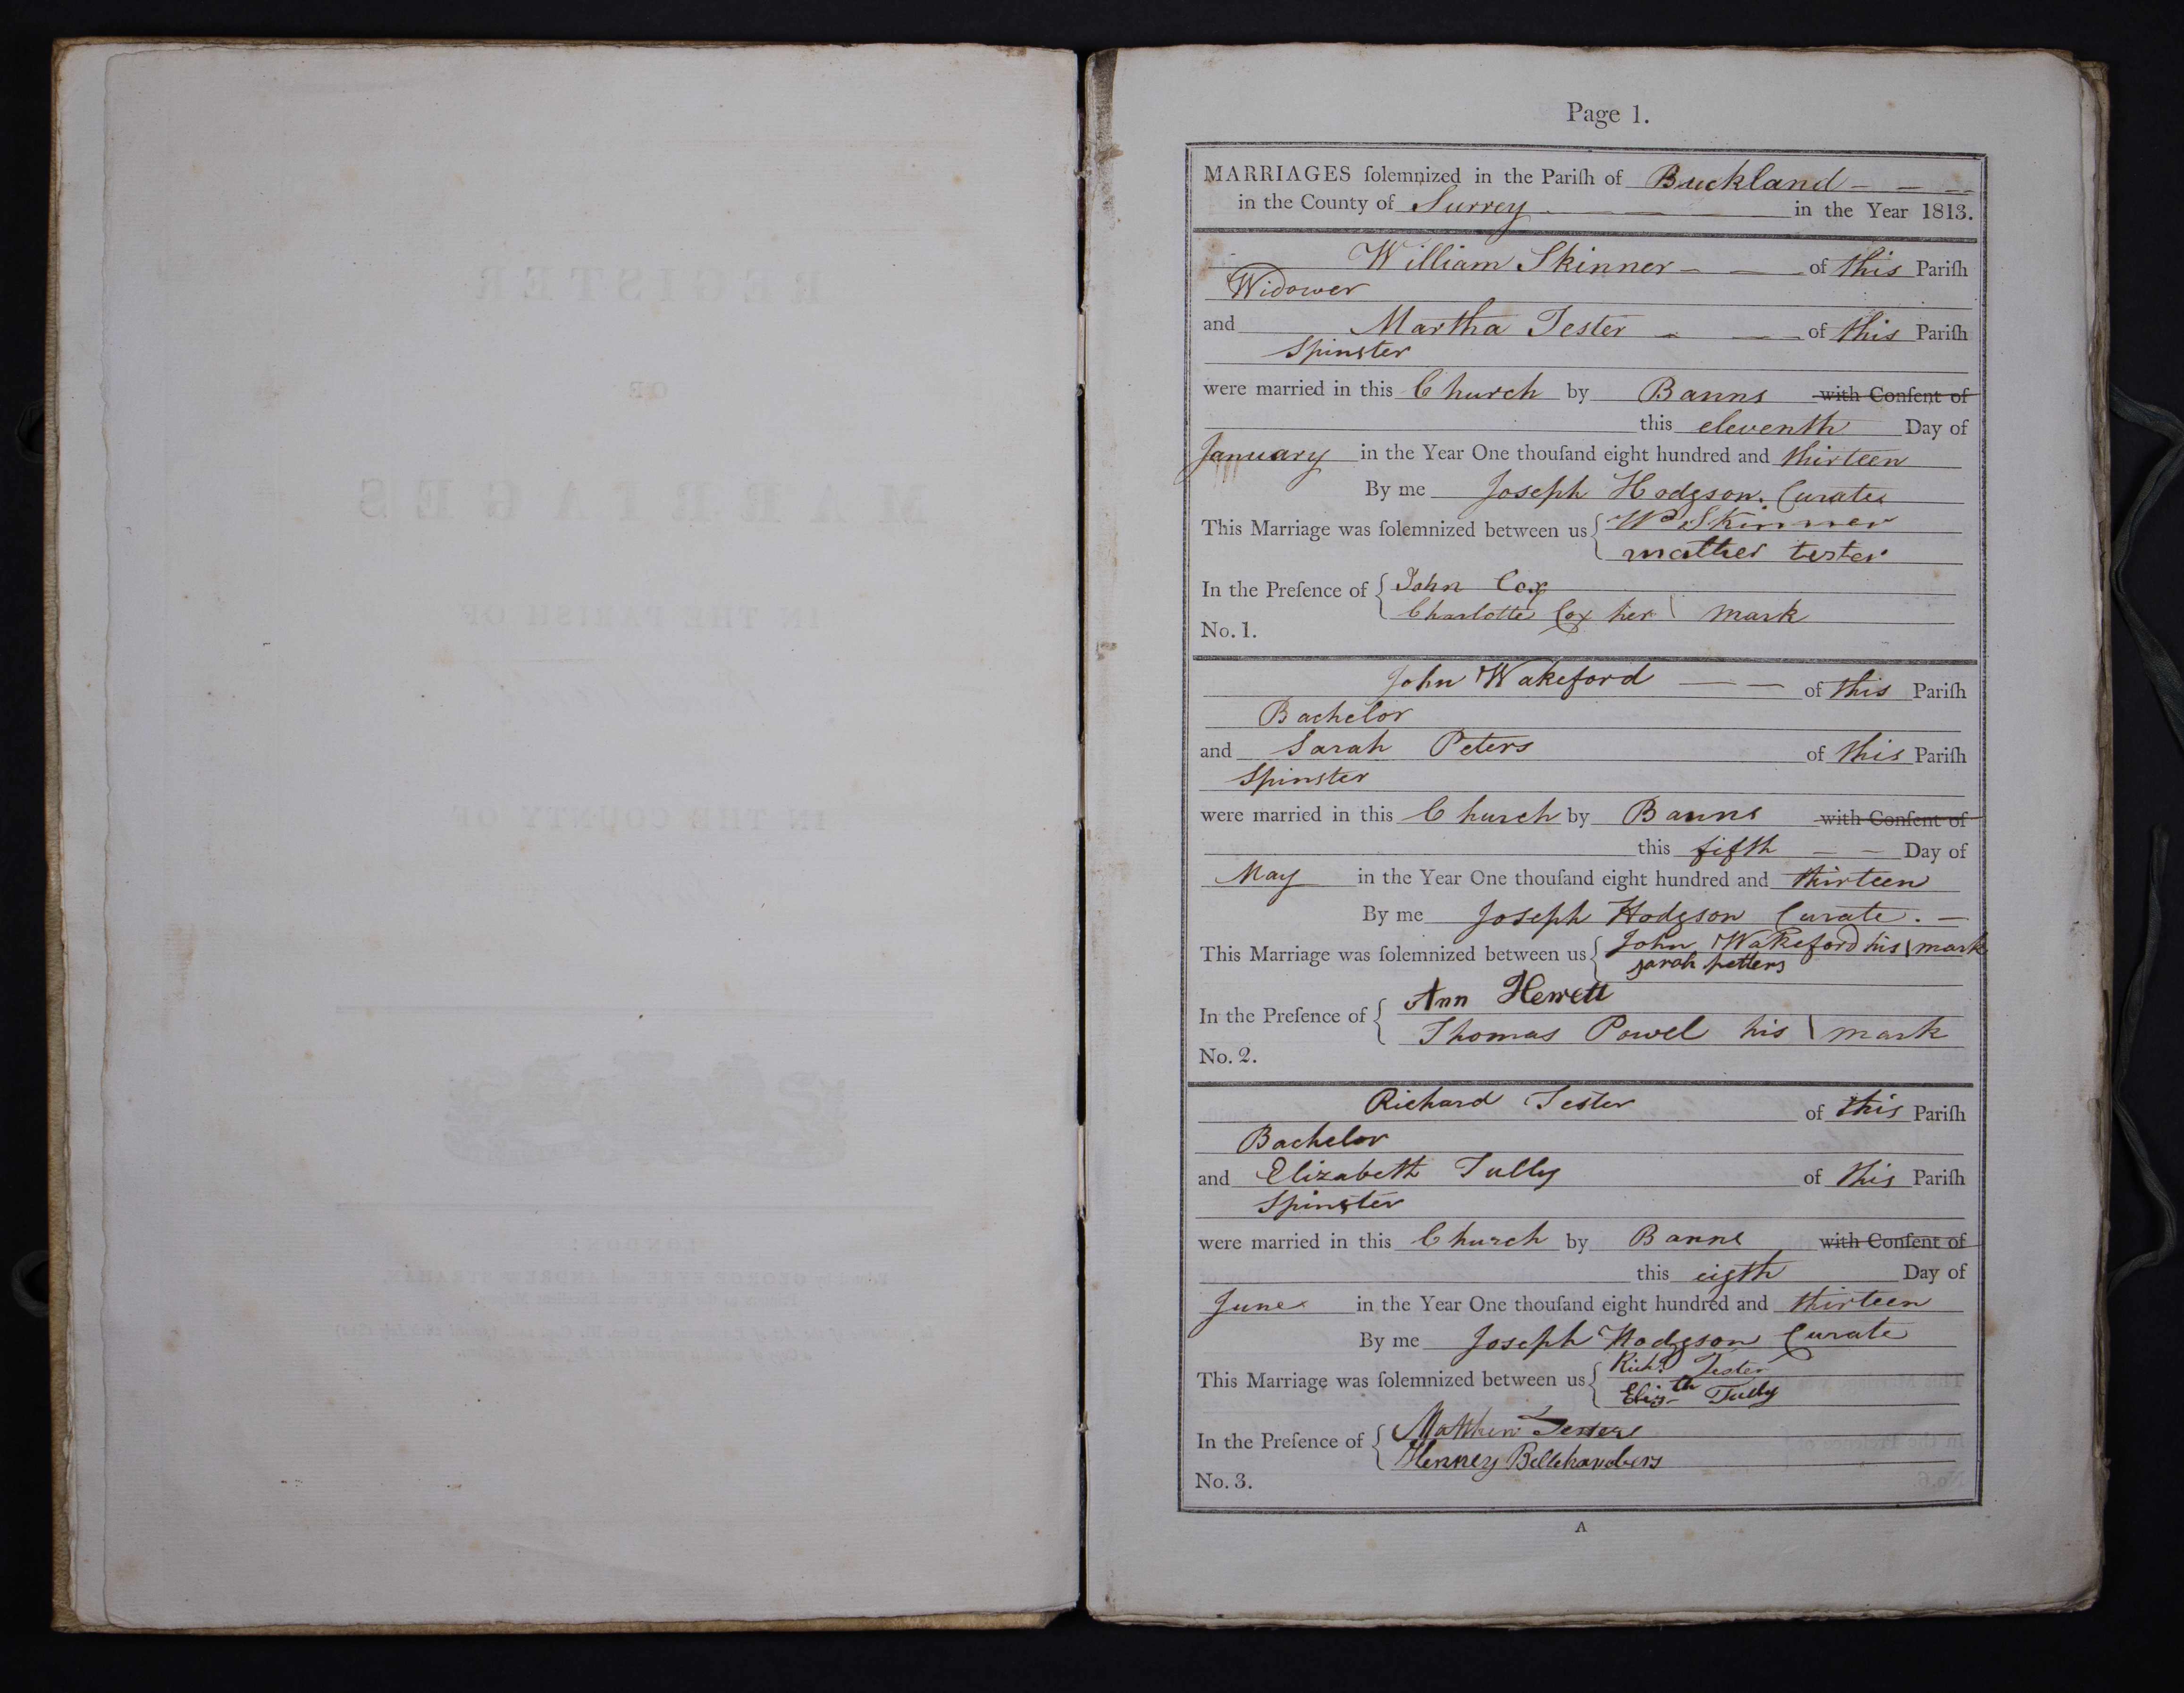 Page 1.
MARRIAGES ſolemnized in the Pariſh of Buckland
in the County of Surrey in the Year 1813.
William Skinner of this Pariſh
Widower
and Martha Tester of this Pariſh
Spinster
were married in this Church by Banns with Conſent of
this eleventh Day of
January in the Year One thouſand eight hundred and thirteen
By me Joseph Hodgson. Curate
This Marriage was ſolemnized between us Wm Skinner
mather tester
In the Preſence of John Cox
Charlotte Cox her \ mark
No. 1.
John Wakeford of this Pariſh
Bachelor
and Sarah Peters of this Pariſh
Spinster
were married in this Church by Banns with Conſent of
this fifth Day of
May in the Year One thouſand eight hundred and thirteen
By me Joseph Hodgson Curate.
This Marriage was ſolemnized between us John Wakeford his \ mark
sarah petters
In the Preſence of Ann Hewett
Thomas Powel his \ mark
No. 2.
Richard Tester of this Pariſh
Bachelor
and Elizabeth Tully of this Pariſh
Spinster
were married in this Church by Banns with Conſent of
this eigth Day of
June in the Year One thouſand eight hundred and thirteen
By me Joseph Hodgson Curate
This Marriage was ſolemnized between us Richd. Tester
Elizth Tully
In the Preſence of Matthew Tester
Henney
No. 3.
A